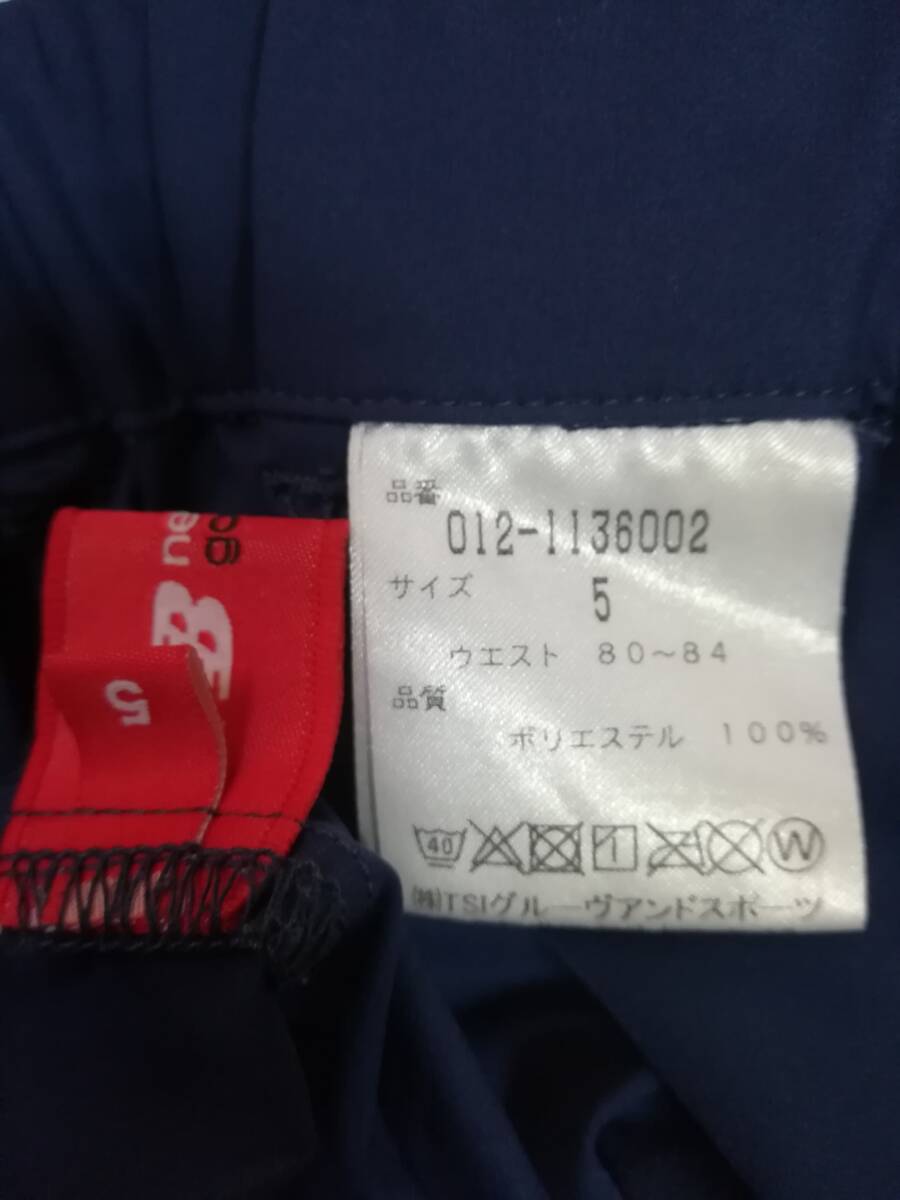 品番
012-1136002
サイズ 5
ウエスト 80～84
品質
ポリエステル 100%
40
W
㈱TSIグルーヴアンドスポーツ
ne
5